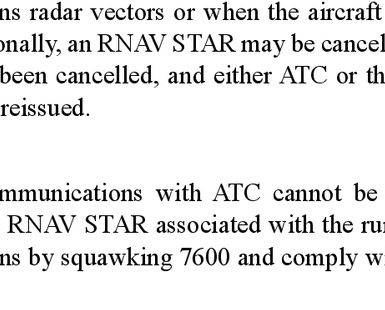 ns radar vectors or when the aircraft
onally, an RNAV STAR may be cancel
been cancelled, and either ATC or th
reissued.
mmunications with ATC cannot be
RNAV STAR associated with the ru
ns by squawking 7600 and comply wi